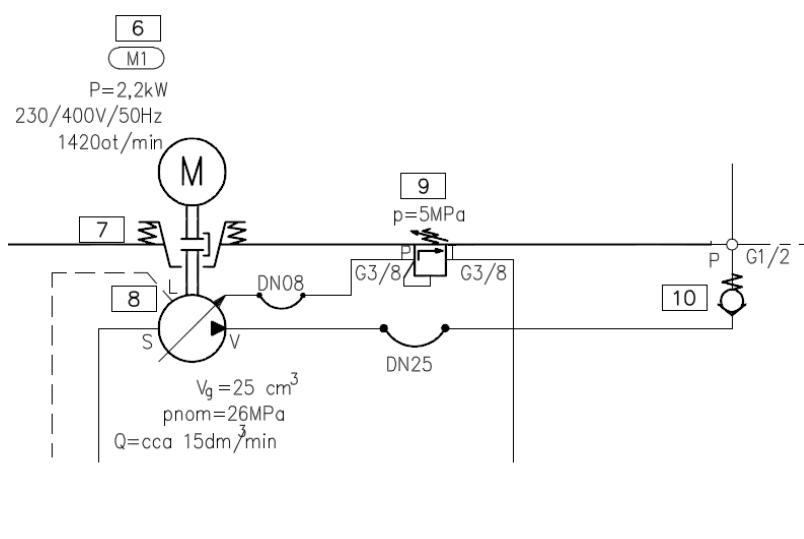 6
M1
P=2,2kW
230/400V/50Hz
1420ot/min
M
9
p=5MPa
7
P
P
G1/2
G3/8
G3/8
L
DN08
8
10
S
V
DN25
Vg=25 cm³
pnom=26MPa
Q=cca 15dm³/min